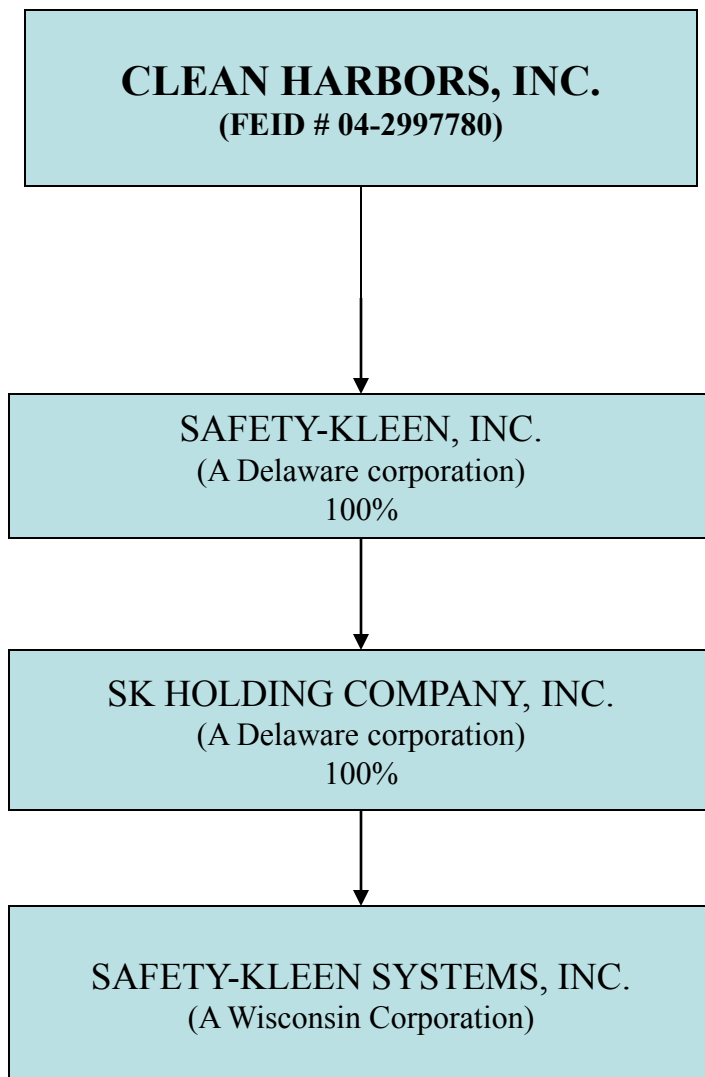 CLEAN HARBORS, INC.
(FEID # 04-2997780)
SAFETY-KLEEN, INC.
(A Delaware corporation)
100%
SK HOLDING COMPANY, INC.
(A Delaware corporation)
100%
SAFETY-KLEEN SYSTEMS, INC.
(A Wisconsin Corporation)